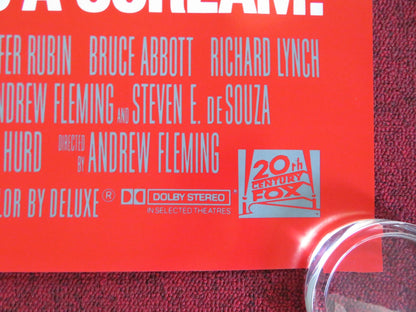 A SCREAM!
FER RUBIN BRUCE ABBOTT RICHARD LYNCH
NDREW FLEMING AND STEVEN E. DE SOUZA
HURD DIRECTED BY ANDREW FLEMING
LOR BY DELUXE® DOLBY STEREO®
IN SELECTED THEATRES
20th
CENTURY
FOX